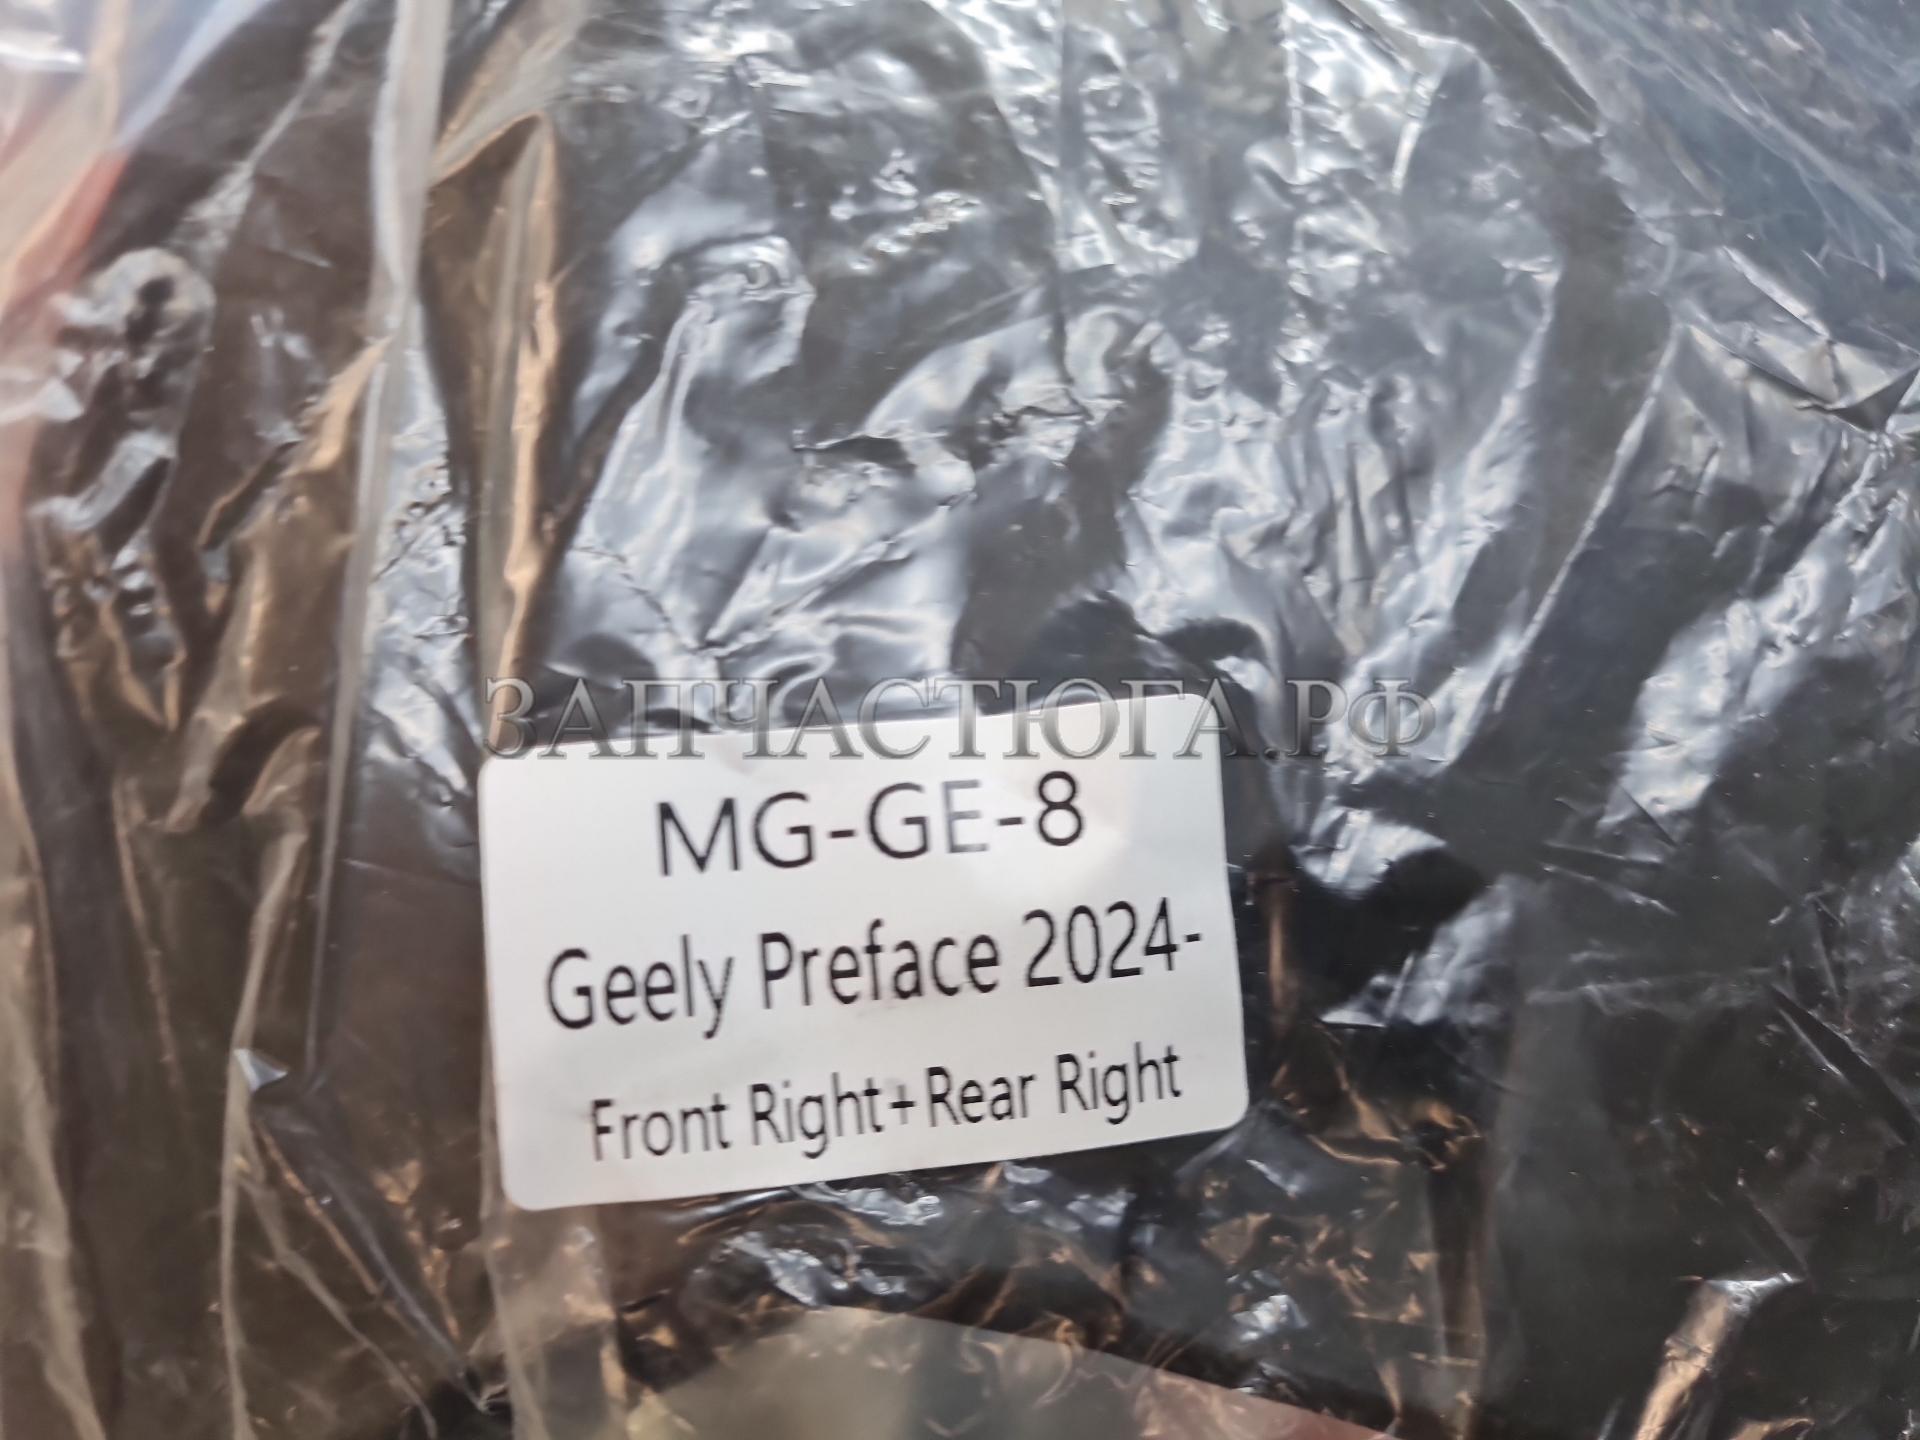 ЗАПЧАСТЮГА.РФ
MG-GE-8
Geely Preface 2024-
Front Right+Rear Right